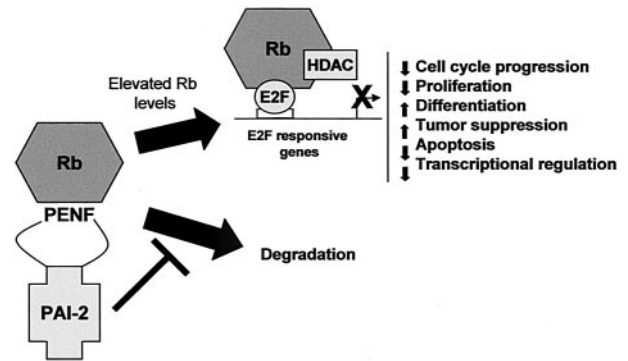 Rb
HDAC
E2F
E2F responsive
genes
X
Elevated Rb
levels
Cell cycle progression
Proliferation
Differentiation
Tumor suppression
Apoptosis
Transcriptional regulation
Rb
PENF
PAI-2
Degradation